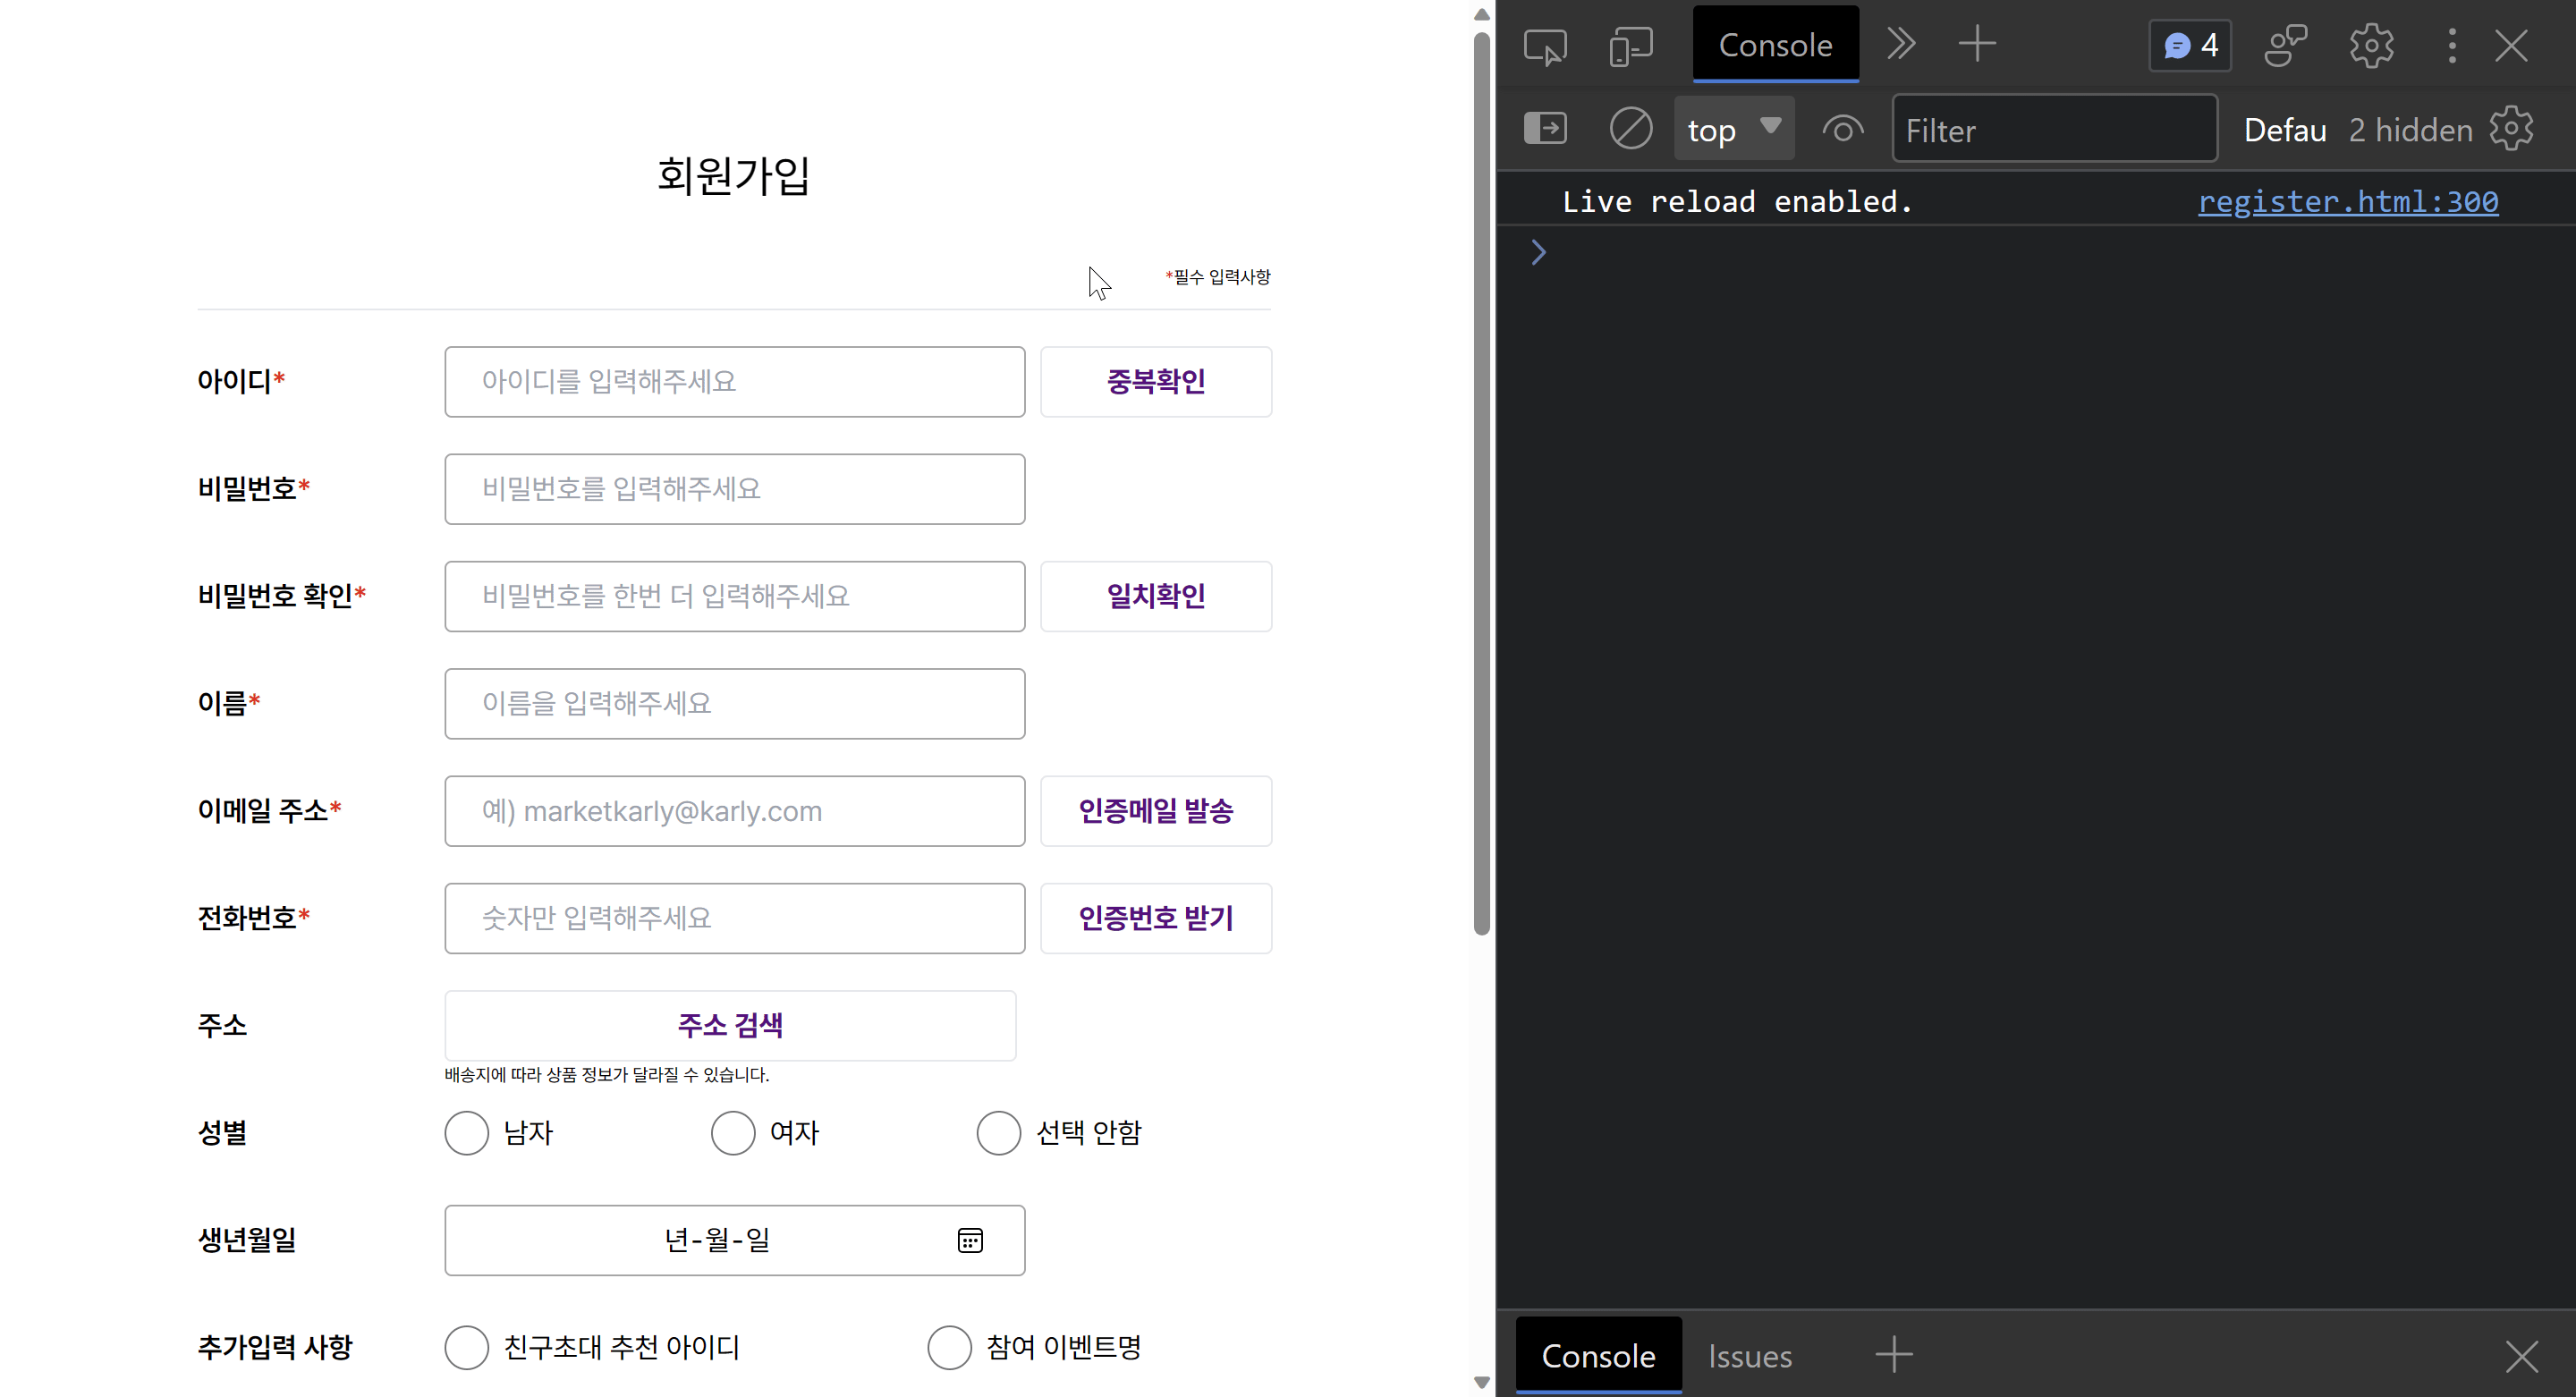 회원가입
*필수 입력사항
아이디*
아이디를 입력해주세요
중복확인
비밀번호*
비밀번호를 입력해주세요
비밀번호 확인*
비밀번호를 한번 더 입력해주세요
일치확인
이름*
이름을 입력해주세요
이메일 주소*
예) marketkarly@karly.com
인증메일 발송
전화번호*
숫자만 입력해주세요
인증번호 받기
주소
주소 검색
배송지에 따라 상품 정보가 달라질 수 있습니다.
성별
남자
여자
선택 안함
생년월일
년-월-일
추가입력 사항
친구초대 추천 아이디
참여 이벤트명
Console
4
top
Filter
Defau
2 hidden
Live reload enabled.
register.html:300
Console
Issues